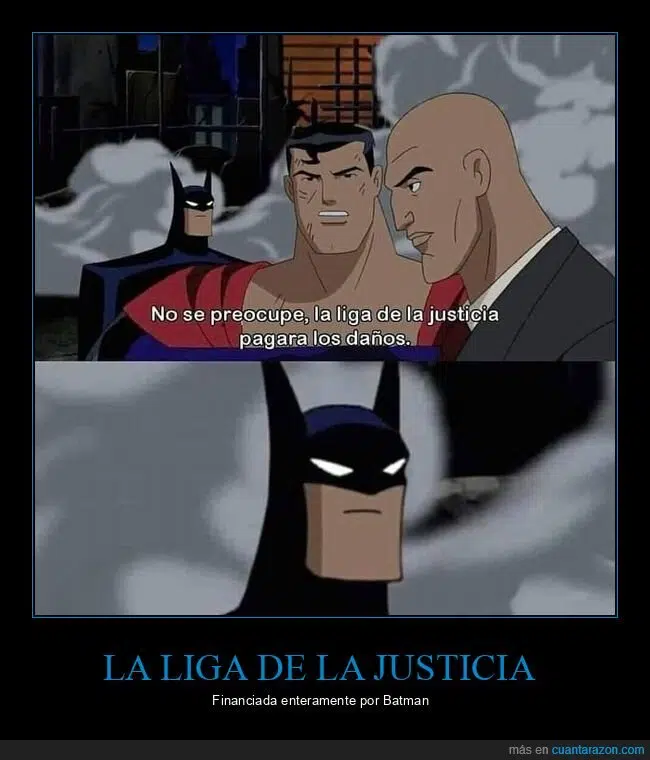 No se preocupe, la liga de la justicia
pagara los daños.
LA LIGA DE LA JUSTICIA
Financiada enteramente por Batman
más en cuantarazon.com